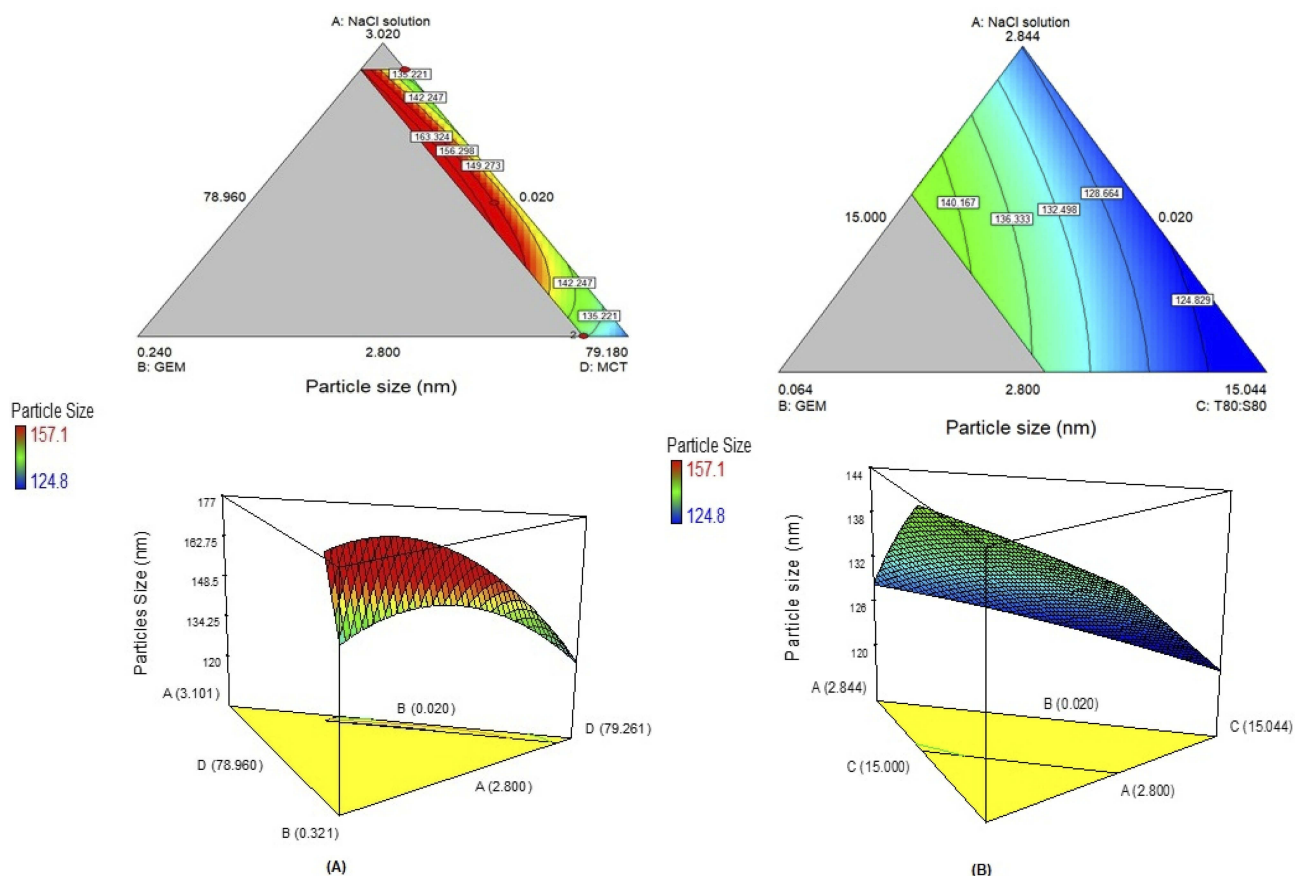 A: NaCl solution
3.020
135.221
142.247
163.324
156.298
149.273
78.960
0.020
142.247
135.221
2
0.240
2.800
79.180
B: GEM
D: MCT
Particle size (nm)
A: NaCl solution
2.844
128.664
140.167
132.498
136.333
15.000
0.020
124.829
0.064
2.800
15.044
B: GEM
C: T80:S80
Particle size (nm)
Particle Size
157.1
124.8
177
162.75
148.5
134.25
120
Particles Size (nm)
A (3.101)
B (0.020)
D (79.261)
D (78.960)
A (2.800)
B (0.321)
(A)
Particle Size
157.1
124.8
144
138
132
126
120
Particle size (nm)
A (2.844)
B (0.020)
C (15.044)
C (15.000)
A (2.800)
(B)